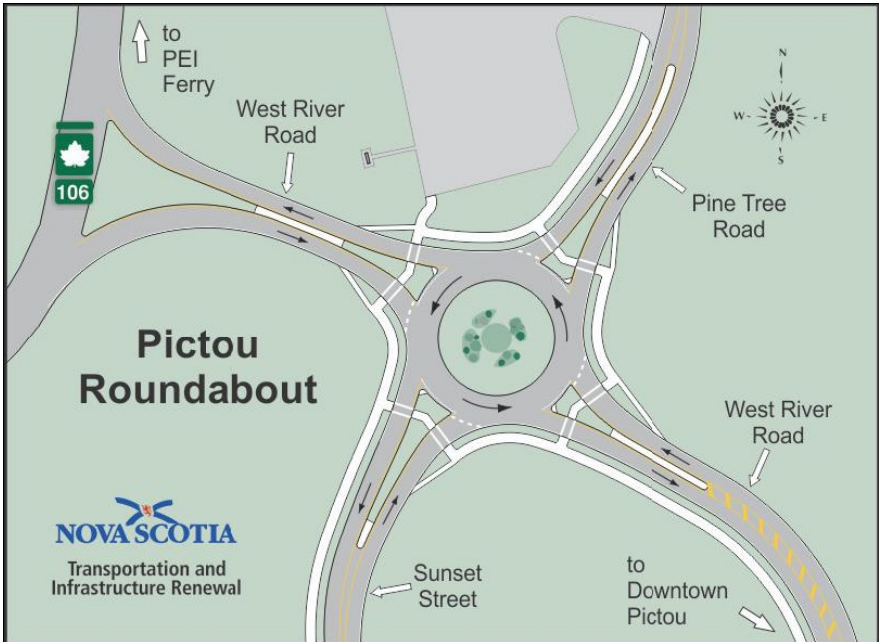 to
PEI
Ferry
West River
Road
106
N
W
E
S
Pine Tree
Road
Pictou
Roundabout
West River
Road
NOVA SCOTIA
Transportation and
Infrastructure Renewal
Sunset
Street
to
Downtown
Pictou